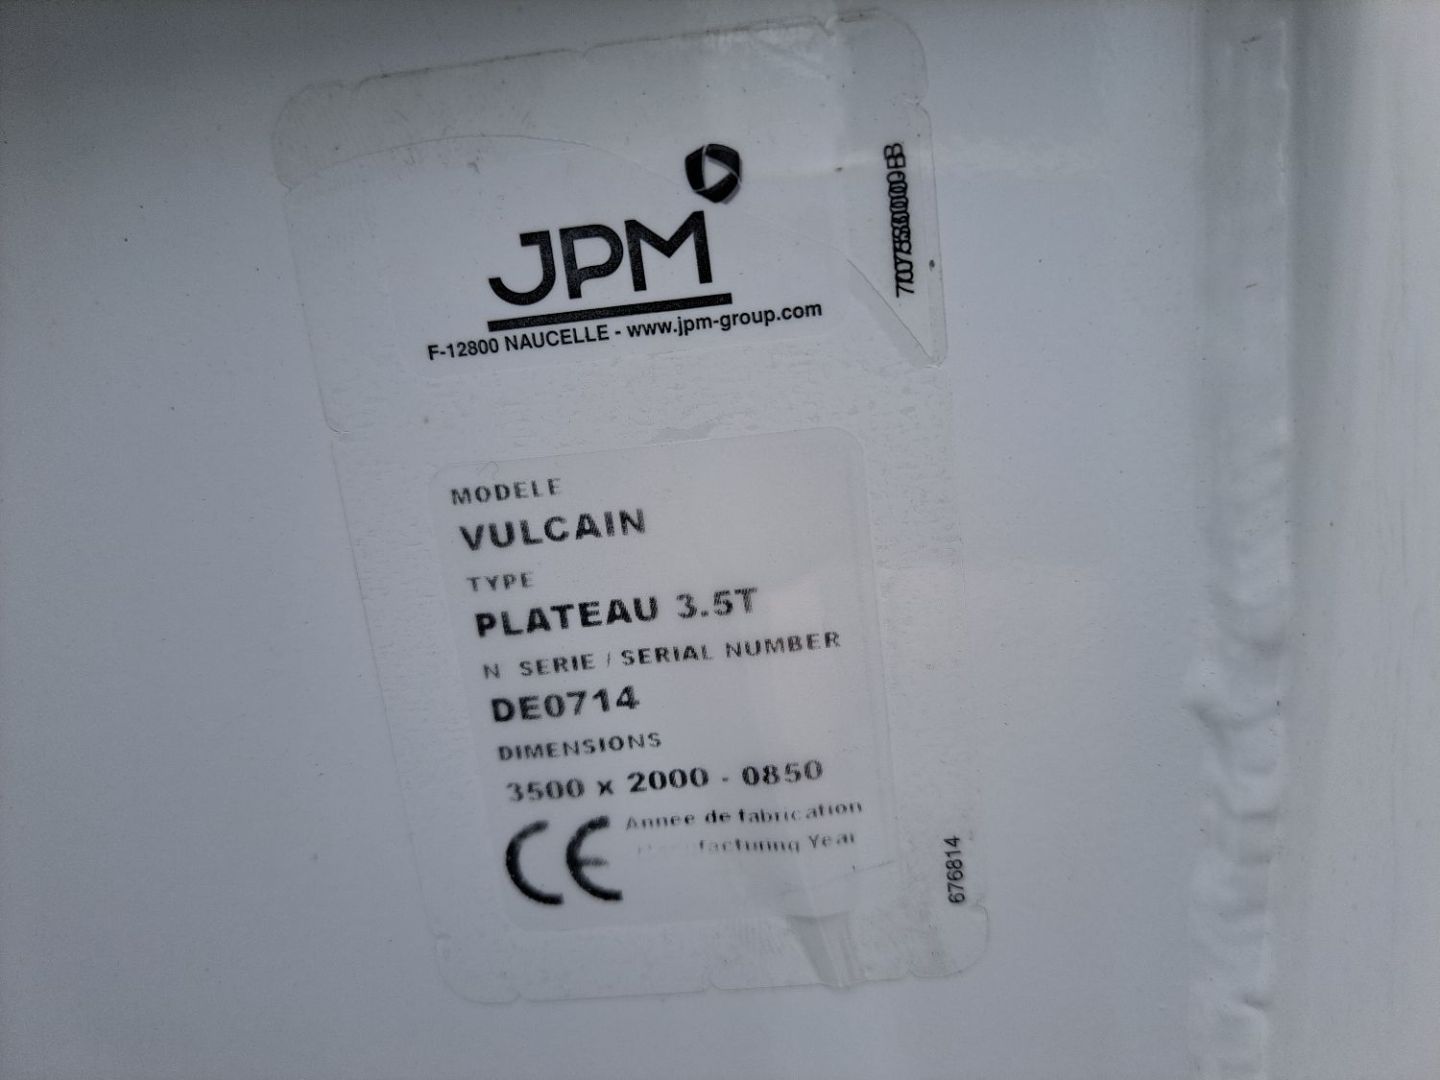 JPM
F-12800 NAUCELLE - www.jpm-group.com
MODELE
VULCAIN
TYPE
PLATEAU 3.5T
N SERIE / SERIAL NUMBER
DE0714
DIMENSIONS
3500 x 2000 - 0850
CE
Annee de fabrication
Year
676814